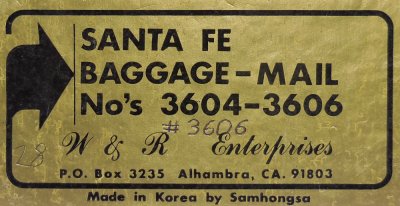 SANTA FE
BAGGAGE-MAIL
No's 3604-3606
# 3606
28 W & R Enterprises
P.O. Box 3235 Alhambra, CA. 91803
Made in Korea by Samhongsa